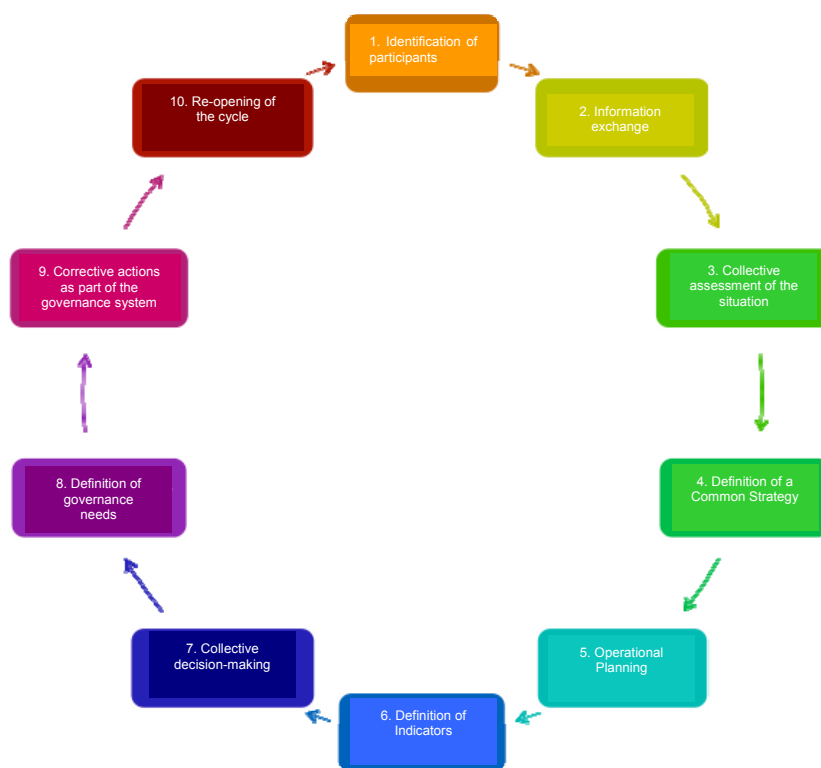 1. Identification of
participants
2. Information
exchange
3. Collective
assessment of the
situation
4. Definition of a
Common Strategy
5. Operational
Planning
6. Definition of
Indicators
7. Collective
decision-making
8. Definition of
governance
needs
9. Corrective actions
as part of the
governance system
10. Re-opening of
the cycle